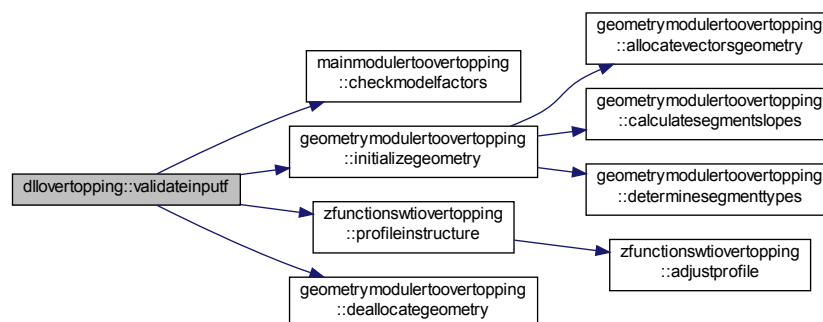 dllovertopping::validateinputf
mainmodulertoovertopping
::checkmodelfactors
geometrymodulertoovertopping
::initializegeometry
zfunctionswtiovertopping
::profileinstructure
geometrymodulertoovertopping
::deallocategeometry
geometrymodulertoovertopping
::allocatevectorsgeometry
geometrymodulertoovertopping
::calculatesegmentslopes
geometrymodulertoovertopping
::determinesegmenttypes
zfunctionswtiovertopping
::adjustprofile